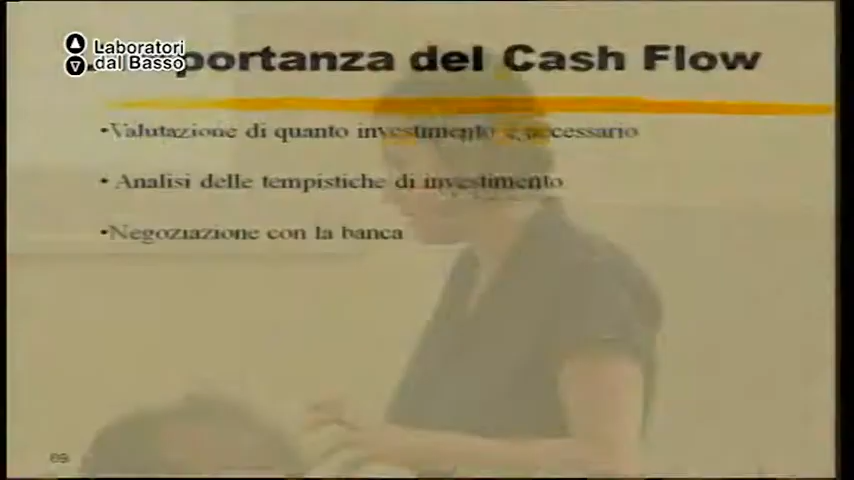 Laboratori
dal Basso
portanza del Cash Flow
•Valutazione di quanto investimento è necessario
• Analisi delle tempistiche di investimento
•Negoziazione con la banca
69